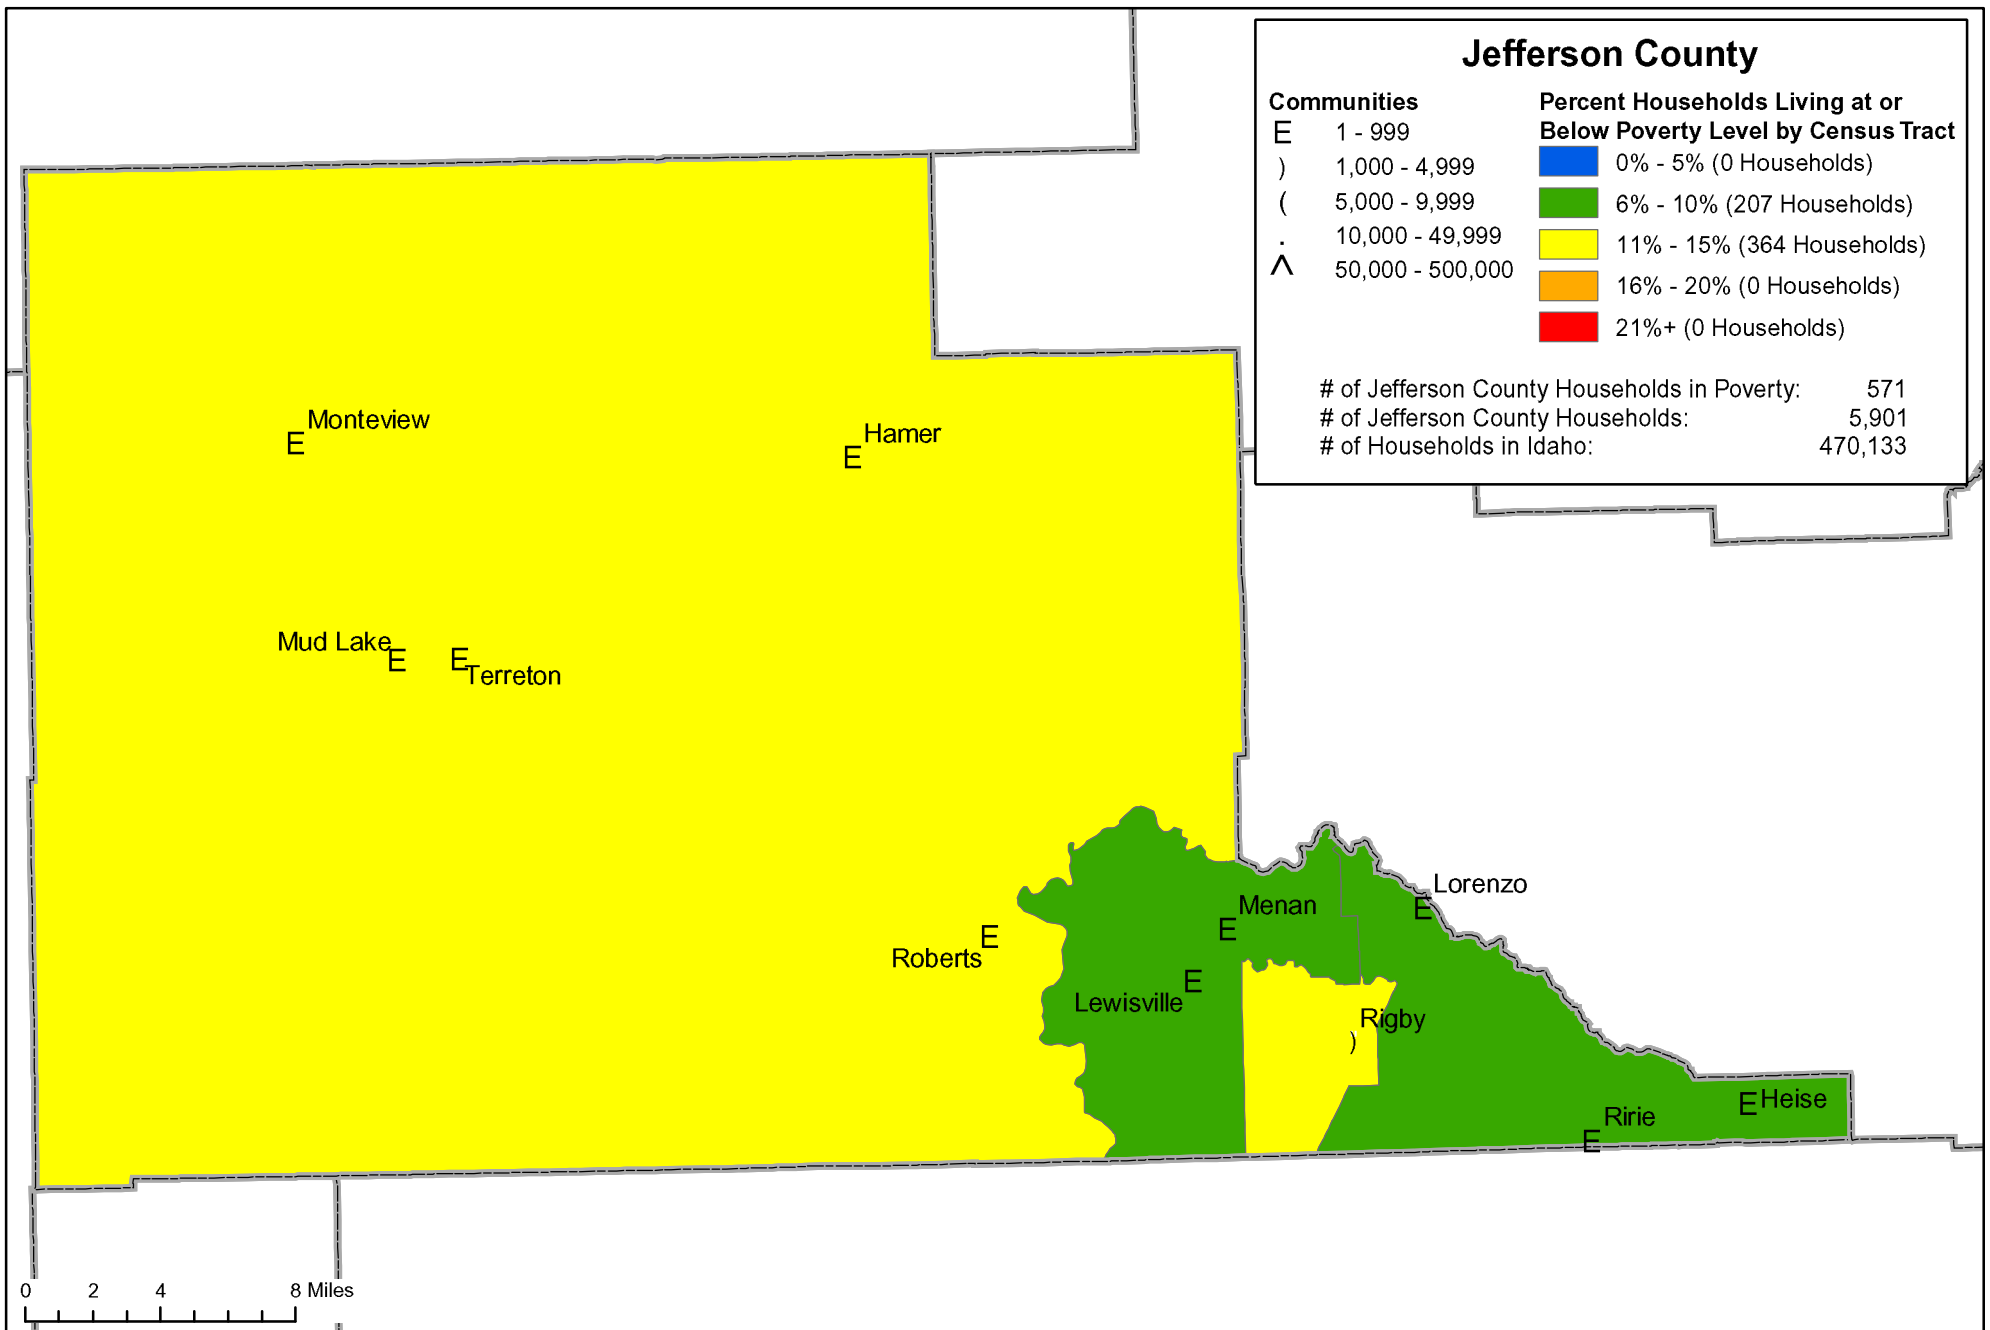 Jefferson County
Communities
E 1 - 999
) 1,000 - 4,999
( 5,000 - 9,999
. 10,000 - 49,999
^ 50,000 - 500,000
Percent Households Living at or
Below Poverty Level by Census Tract
0% - 5% (0 Households)
6% - 10% (207 Households)
11% - 15% (364 Households)
16% - 20% (0 Households)
21%+ (0 Households)
# of Jefferson County Households in Poverty: 571
# of Jefferson County Households: 5,901
# of Households in Idaho: 470,133
Monteview
E
Hamer
E
Mud Lake
E
E
Terreton
Roberts
E
Menan
E
Lorenzo
E
Lewisville
E
Rigby
)
Ririe
E
E Heise
0 2 4 8 Miles